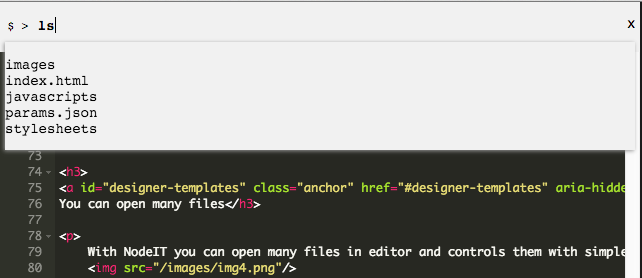 $ > ls
x
images
index.html
javascripts
params.json
stylesheets
73
74 <h3>
75 <a id="designer-templates" class="anchor" href="#designer-templates" aria-hidde
76 You can open many files</h3>
77
78 <p>
79 With NodeIT you can open many files in editor and controls them with simple
80 <img src="/images/img4.png"/>